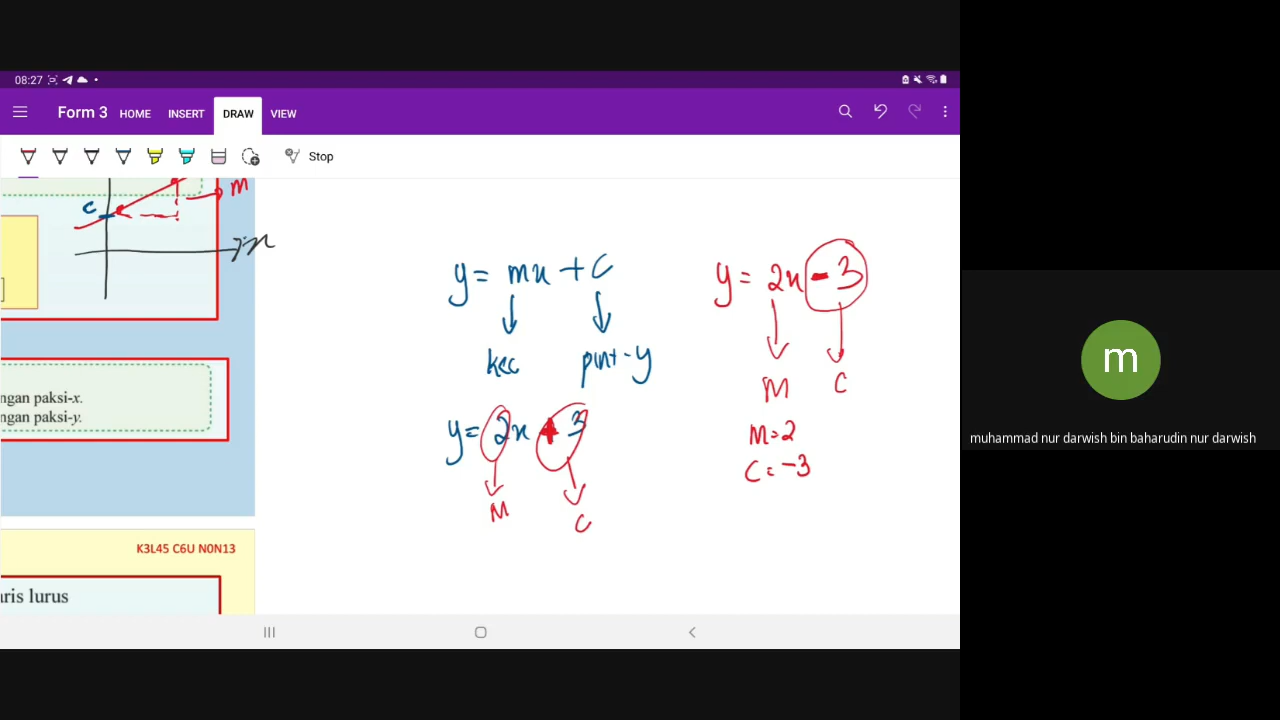 08:27
Form 3 HOME INSERT DRAW VIEW
Stop
m
c
x
ngan paksi-x.
ngan paksi-y.
K3L45 C6U N0N13
aris lurus
y = mx + c
kec pint-y
y = 2x + 3
M C
y = 2x - 3
M C
M = 2
C = -3
m
muhammad nur darwish bin baharudin nur darwish